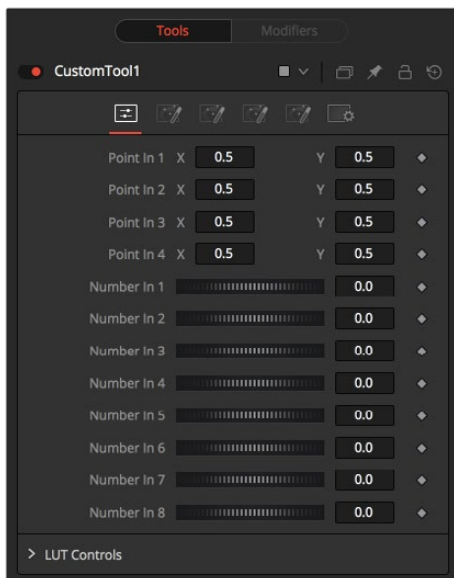 Tools Modifiers
CustomTool1
Point In 1 X 0.5 Y 0.5
Point In 2 X 0.5 Y 0.5
Point In 3 X 0.5 Y 0.5
Point In 4 X 0.5 Y 0.5
Number In 1 0.0
Number In 2 0.0
Number In 3 0.0
Number In 4 0.0
Number In 5 0.0
Number In 6 0.0
Number In 7 0.0
Number In 8 0.0
LUT Controls